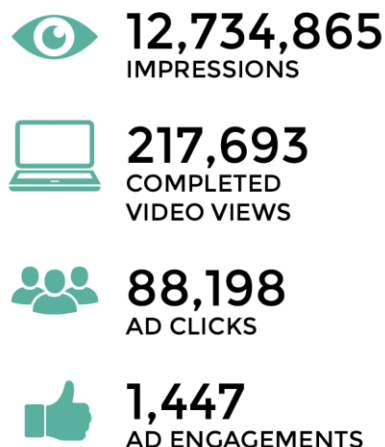 12,734,865
IMPRESSIONS
217,693
COMPLETED
VIDEO VIEWS
88,198
AD CLICKS
1,447
AD ENGAGEMENTS